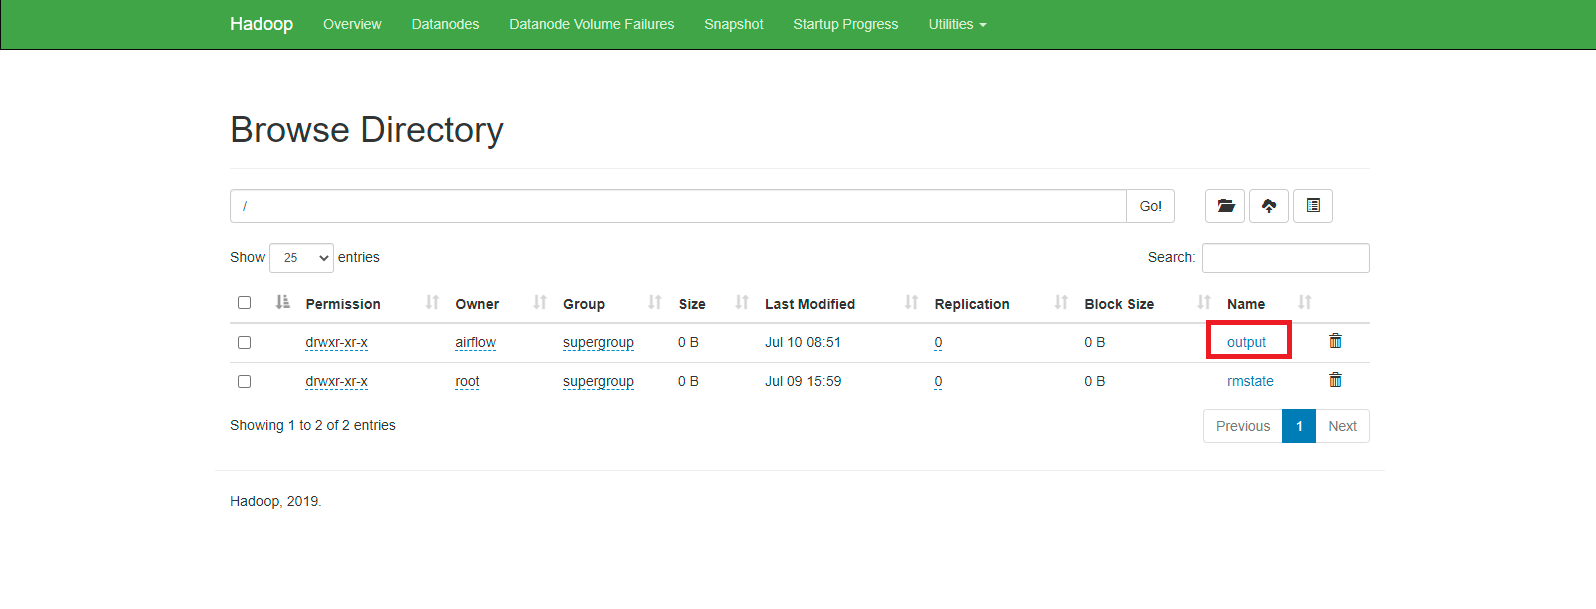 Hadoop Overview Datanodes Datanode Volume Failures Snapshot Startup Progress Utilities
Browse Directory
/ Go!
Show 25 entries Search:
Permission Owner Group Size Last Modified Replication Block Size Name
drwxr-xr-x airflow supergroup 0 B Jul 10 08:51 0 0 B output
drwxr-xr-x root supergroup 0 B Jul 09 15:59 0 0 B rmstate
Showing 1 to 2 of 2 entries Previous 1 Next
Hadoop, 2019.